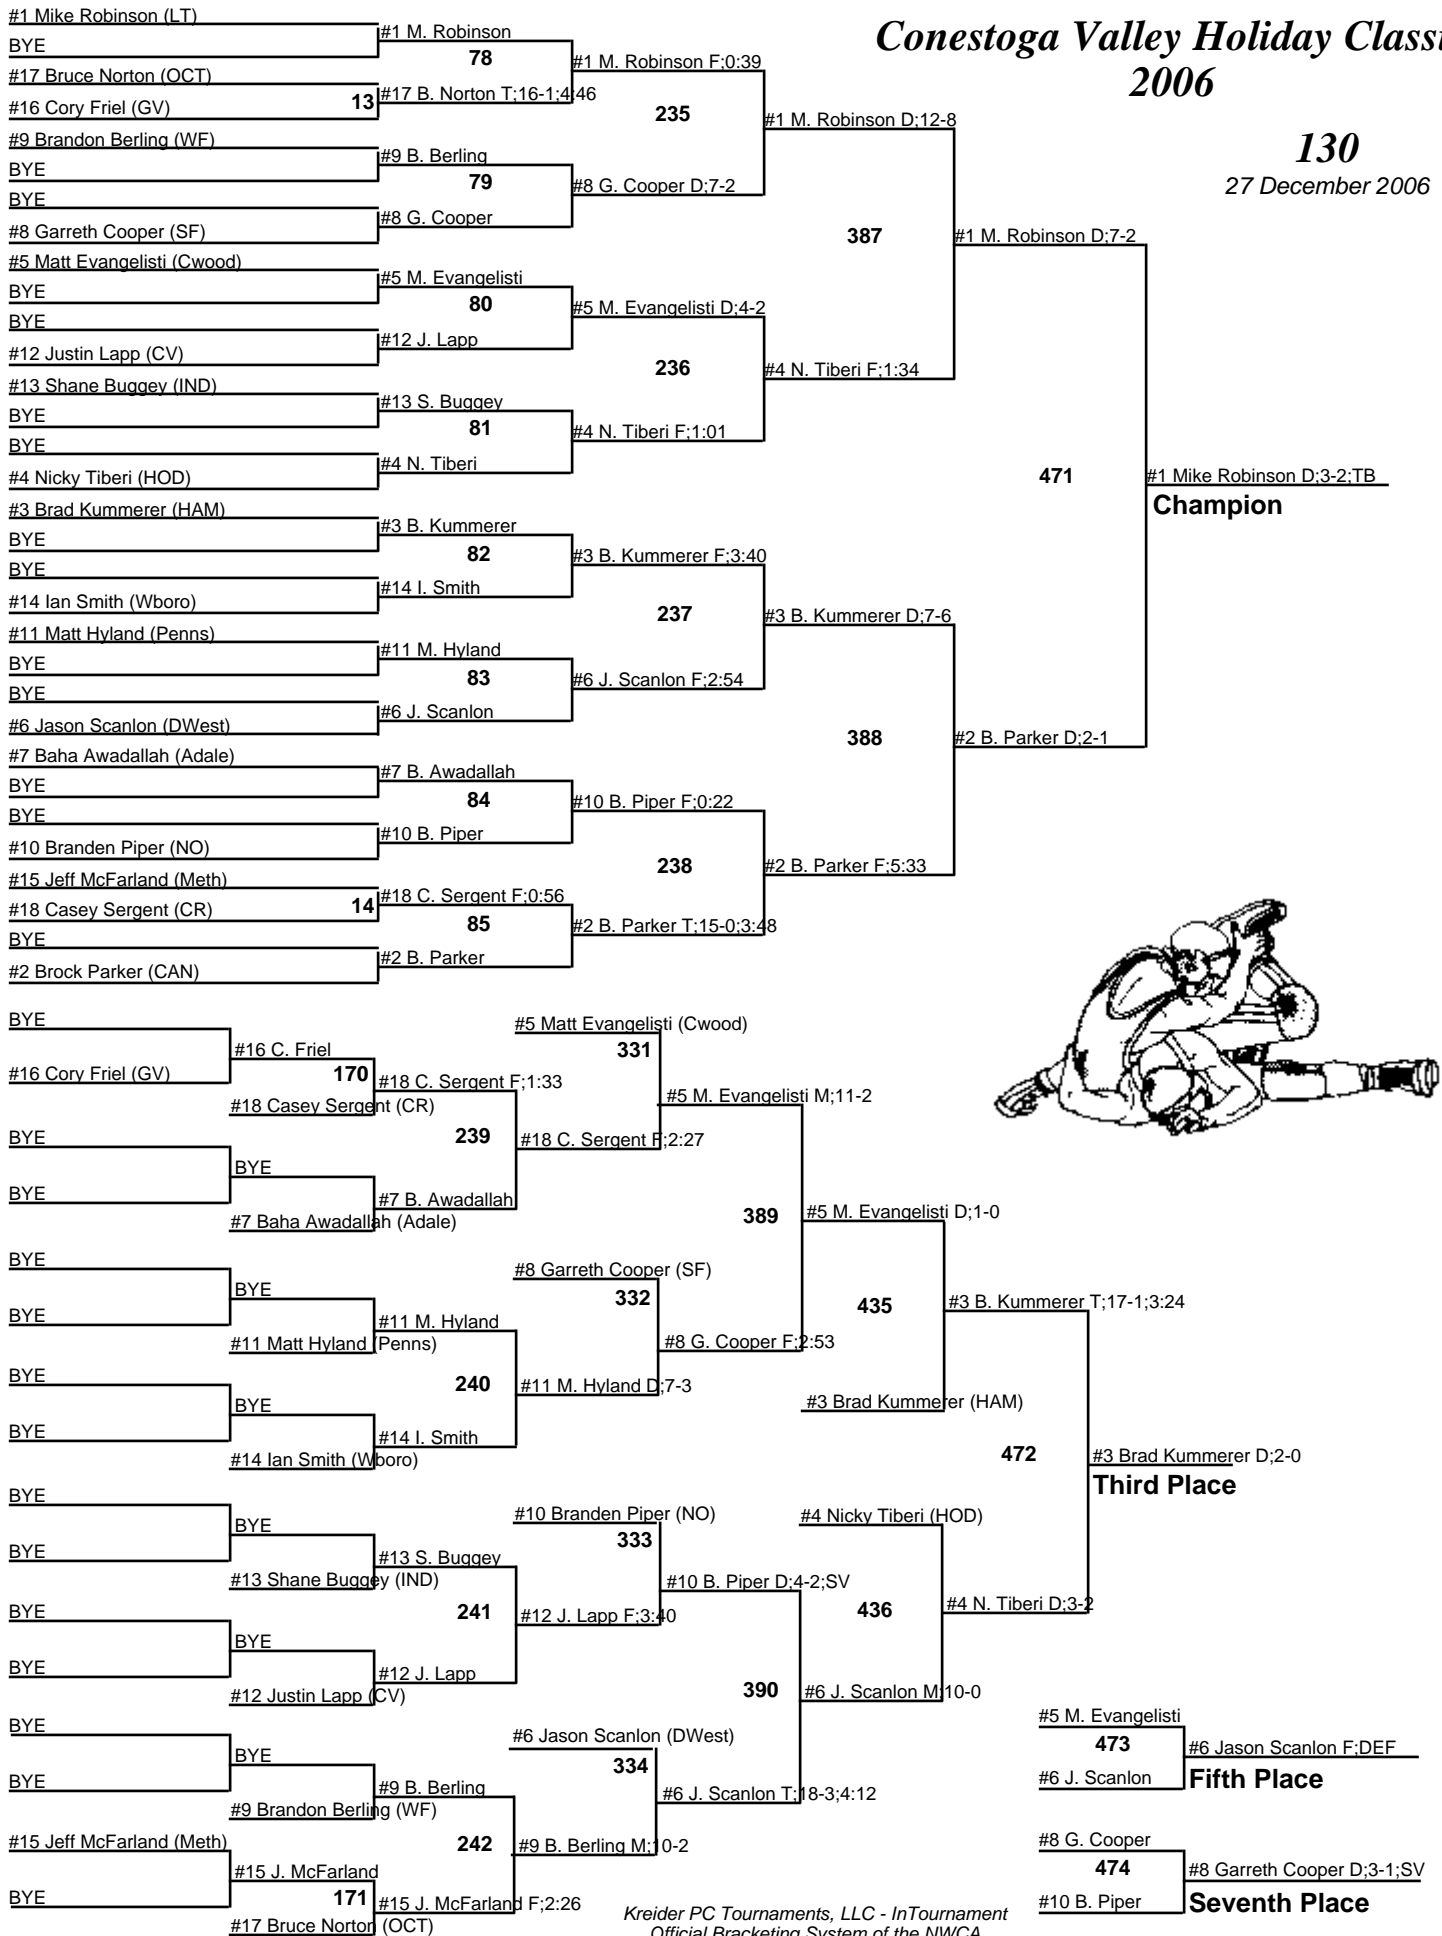 Conestoga Valley Holiday Classi
2006
130
27 December 2006
#1 Mike Robinson (LT)
BYE
#17 Bruce Norton (OCT)
#16 Cory Friel (GV)
#9 Brandon Berling (WF)
BYE
BYE
#8 Garreth Cooper (SF)
#5 Matt Evangelisti (Cwood)
BYE
BYE
#12 Justin Lapp (CV)
#13 Shane Buggey (IND)
BYE
BYE
#4 Nicky Tiberi (HOD)
#3 Brad Kummerer (HAM)
BYE
BYE
#14 Ian Smith (Wboro)
#11 Matt Hyland (Penns)
BYE
BYE
#6 Jason Scanlon (DWest)
#7 Baha Awadallah (Adale)
BYE
BYE
#10 Branden Piper (NO)
#15 Jeff McFarland (Meth)
#18 Casey Sergent (CR)
BYE
#2 Brock Parker (CAN)
13
14
#1 M. Robinson
78
#17 B. Norton T;16-1;4:46
#9 B. Berling
79
#8 G. Cooper
#5 M. Evangelisti
80
#12 J. Lapp
#13 S. Buggey
81
#4 N. Tiberi
#3 B. Kummerer
82
#14 I. Smith
#11 M. Hyland
83
#6 J. Scanlon
#7 B. Awadallah
84
#10 B. Piper
#18 C. Sergent F;0:56
85
#2 B. Parker
#1 M. Robinson F;0:39
235
#8 G. Cooper D;7-2
#5 M. Evangelisti D;4-2
236
#4 N. Tiberi F;1:01
#3 B. Kummerer F;3:40
237
#6 J. Scanlon F;2:54
#10 B. Piper F;0:22
238
#2 B. Parker T;15-0;3:48
#1 M. Robinson D;12-8
387
#4 N. Tiberi F;1:34
#3 B. Kummerer D;7-6
388
#2 B. Parker F;5:33
#1 M. Robinson D;7-2
471
#2 B. Parker D;2-1
#1 Mike Robinson D;3-2;TB
Champion
BYE
#16 Cory Friel (GV)
BYE
BYE
BYE
BYE
BYE
BYE
BYE
BYE
BYE
BYE
BYE
BYE
#15 Jeff McFarland (Meth)
BYE
#16 C. Friel
170
#18 Casey Sergent (CR)
BYE
#7 Baha Awadallah (Adale)
BYE
#11 Matt Hyland (Penns)
BYE
#14 Ian Smith (Wboro)
BYE
#13 Shane Buggey (IND)
BYE
#12 Justin Lapp (CV)
BYE
#9 Brandon Berling (WF)
#15 J. McFarland
171
#17 Bruce Norton (OCT)
#18 C. Sergent F;1:33
239
#7 B. Awadallah
#11 M. Hyland
240
#14 I. Smith
#13 S. Buggey
241
#12 J. Lapp
#9 B. Berling
242
#15 J. McFarland F;2:26
#5 Matt Evangelisti (Cwood)
331
#18 C. Sergent F;2:27
#8 Garreth Cooper (SF)
332
#11 M. Hyland D;7-3
#10 Branden Piper (NO)
333
#12 J. Lapp F;3:40
#6 Jason Scanlon (DWest)
334
#9 B. Berling M;10-2
#5 M. Evangelisti M;11-2
389
#8 G. Cooper F;2:53
#10 B. Piper D;4-2;SV
390
#6 J. Scanlon T;18-3;4:12
#5 M. Evangelisti D;1-0
435
#3 Brad Kummerer (HAM)
#4 Nicky Tiberi (HOD)
436
#6 J. Scanlon M;10-0
#3 B. Kummerer T;17-1;3:24
472
#4 N. Tiberi D;3-2
#3 Brad Kummerer D;2-0
Third Place
#5 M. Evangelisti
473
#6 J. Scanlon
#6 Jason Scanlon F;DEF
Fifth Place
#8 G. Cooper
474
#10 B. Piper
#8 Garreth Cooper D;3-1;SV
Seventh Place
Kreider PC Tournaments, LLC - InTournament
Official Bracketing System of the NWCA